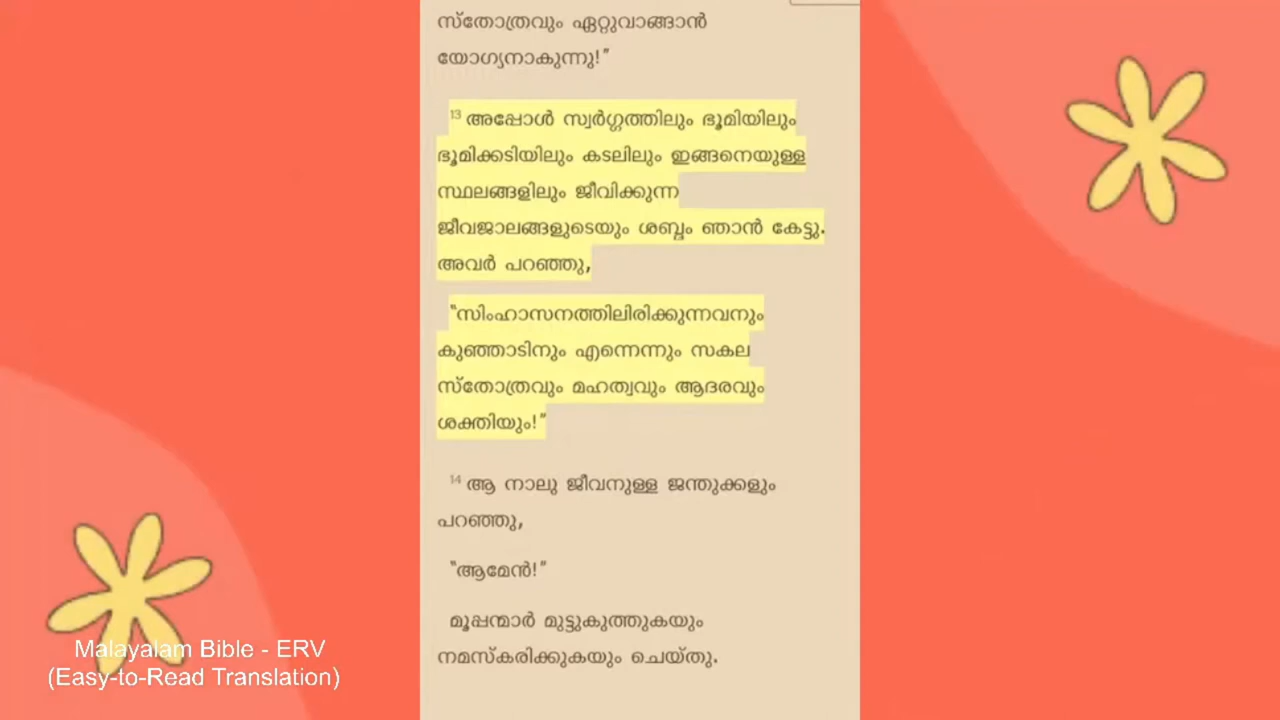 സ്തോത്രവും ഏറ്റുവാങ്ങാൻ
യോഗ്യനാകുന്നു!”
13 അപ്പോൾ സ്വർഗ്ഗത്തിലും ഭൂമിയിലും
ഭൂമിക്കടിയിലും കടലിലും ഇങ്ങനെയുള്ള
സ്ഥലങ്ങളിലും ജീവിക്കുന്ന
ജീവജാലങ്ങളുടെയും ശബ്ദം ഞാൻ കേട്ടു.
അവർ പറഞ്ഞു,
“സിംഹാസനത്തിലിരിക്കുന്നവനും
കുഞ്ഞാടിനും എന്നെന്നും സകല
സ്തോത്രവും മഹത്വവും ആദരവും
ശക്തിയും!”
14 ആ നാലു ജീവനുള്ള ജന്തുക്കളും
പറഞ്ഞു,
“ആമേൻ!”
മൂപ്പന്മാർ മുട്ടുകുത്തുകയും
നമസ്കരിക്കുകയും ചെയ്തു.
Malayalam Bible - ERV
(Easy-to-Read Translation)